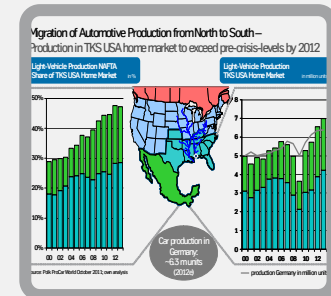 Migration of Automotive Production from North to South –
Production in TKS USA home market to exceed pre-crisis-levels by 2012
Light-Vehicle Production NAFTA
Share of TKS USA Home Market in %
Light-Vehicle Production
TKS USA Home Market in million units
50%
40%
30%
20%
10%
0%
00 02 04 06 08 10 12
8
7
6
5
4
3
2
1
0
00 02 04 06 08 10 12
Car production in
Germany:
~6.3 m units
(2012e)
source: Polk ProCar World October 2011; own analysis
production Germany in million units